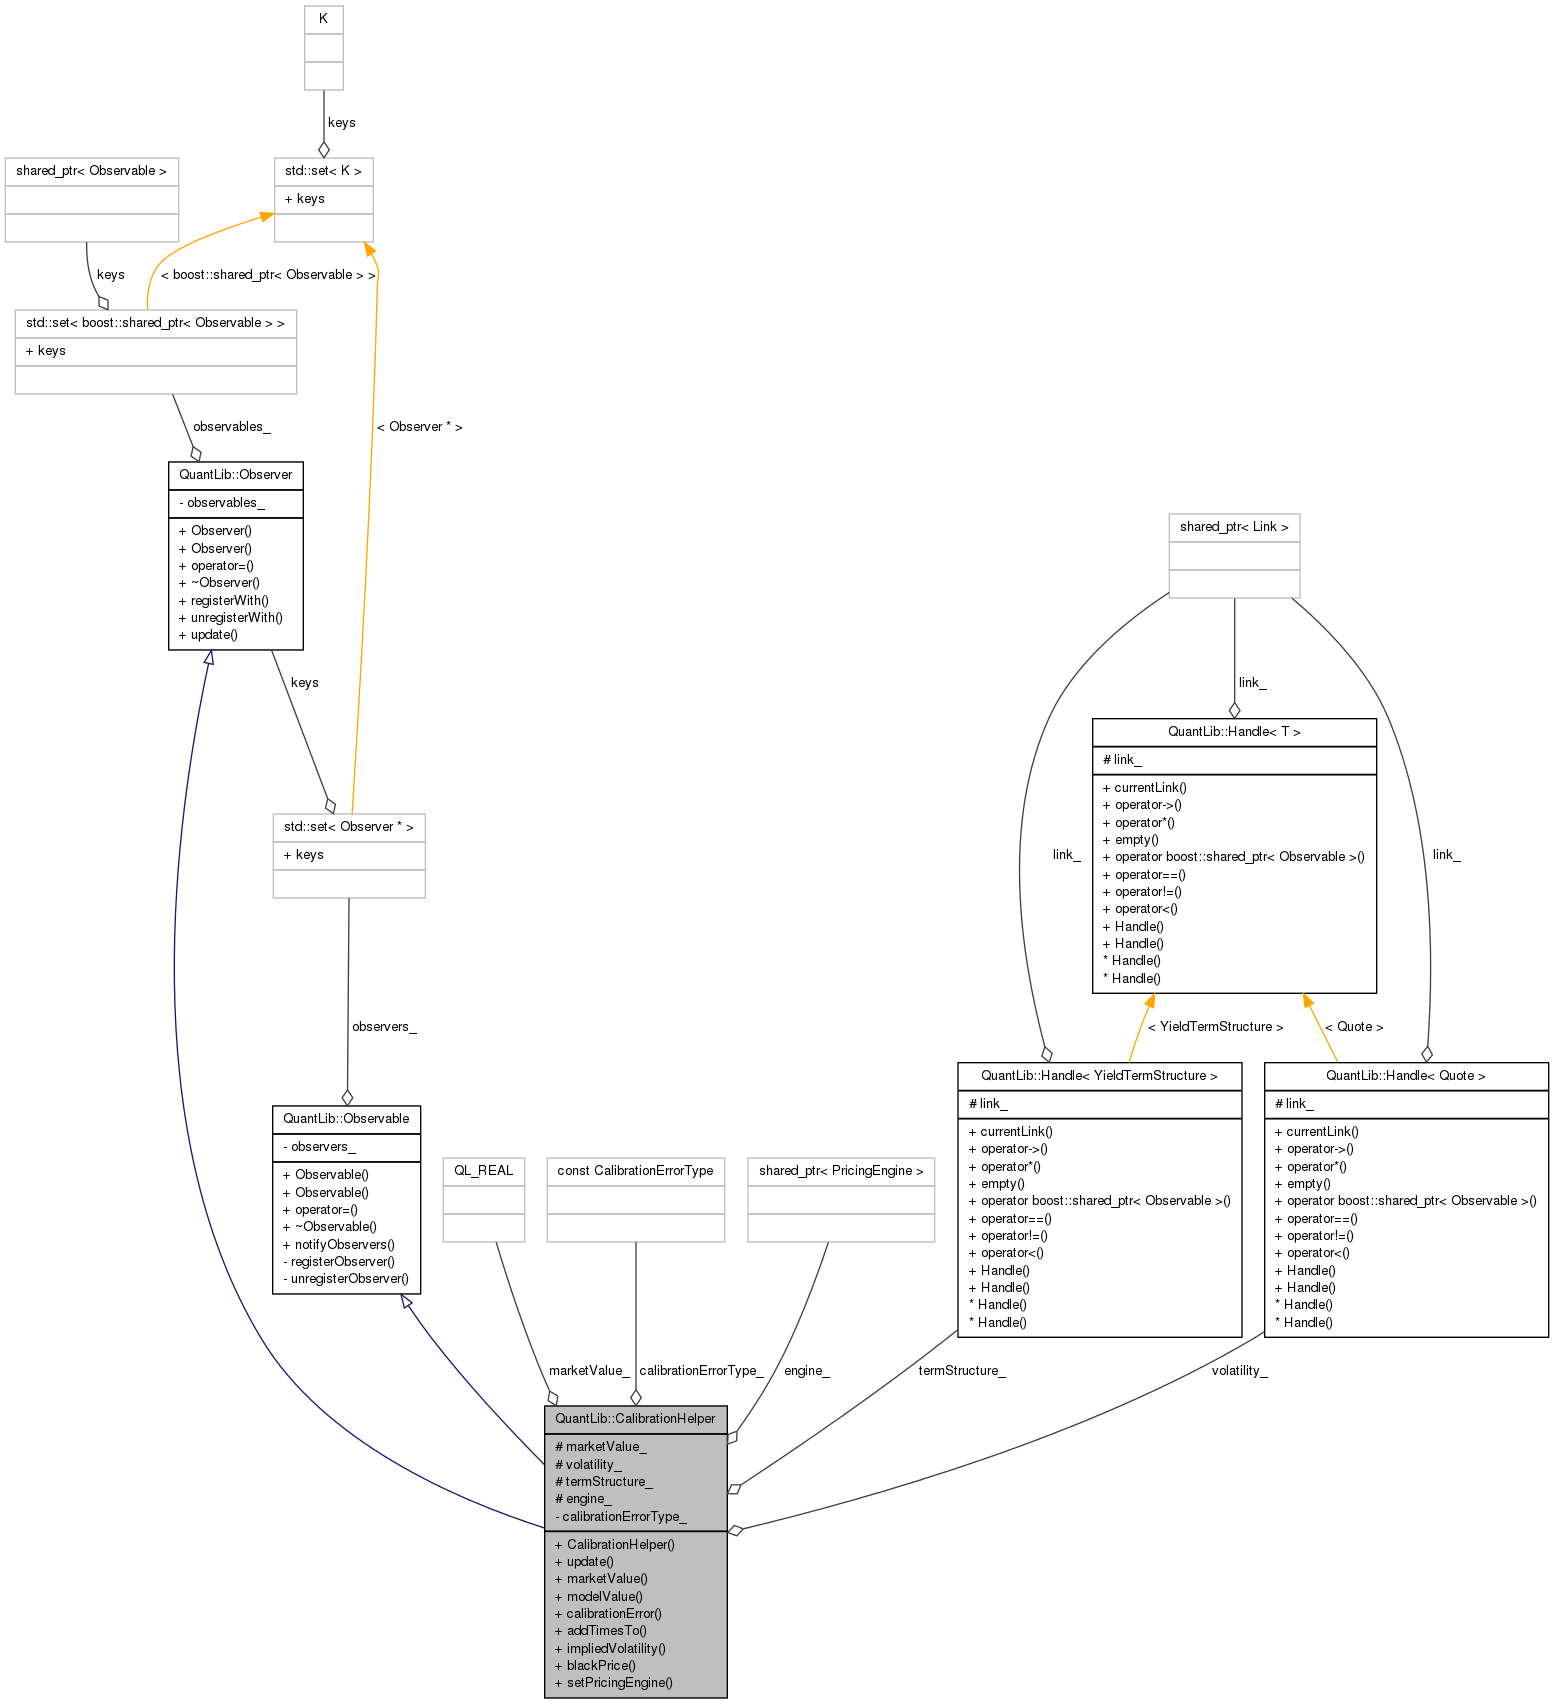 K
keys
shared_ptr< Observable >
std::set< K >
+ keys
keys
< boost::shared_ptr< Observable > >
std::set< boost::shared_ptr< Observable > >
+ keys
observables_
< Observer * >
QuantLib::Observer
- observables_
+ Observer()
+ Observer()
+ operator=()
+ ~Observer()
+ registerWith()
+ unregisterWith()
+ update()
keys
std::set< Observer * >
+ keys
observers_
QuantLib::Observable
- observers_
+ Observable()
+ Observable()
+ operator=()
+ ~Observable()
+ notifyObservers()
- registerObserver()
- unregisterObserver()
shared_ptr< Link >
link_
QuantLib::Handle< T >
# link_
+ currentLink()
+ operator->()
+ operator*()
+ empty()
+ operator boost::shared_ptr< Observable >()
+ operator==()
+ operator!=()
+ operator<()
+ Handle()
+ Handle()
* Handle()
* Handle()
link_
link_
< YieldTermStructure >
< Quote >
QuantLib::Handle< YieldTermStructure >
# link_
+ currentLink()
+ operator->()
+ operator*()
+ empty()
+ operator boost::shared_ptr< Observable >()
+ operator==()
+ operator!=()
+ operator<()
+ Handle()
+ Handle()
* Handle()
* Handle()
QuantLib::Handle< Quote >
# link_
+ currentLink()
+ operator->()
+ operator*()
+ empty()
+ operator boost::shared_ptr< Observable >()
+ operator==()
+ operator!=()
+ operator<()
+ Handle()
+ Handle()
* Handle()
* Handle()
QL_REAL
const CalibrationErrorType
shared_ptr< PricingEngine >
marketValue_
calibrationErrorType_
engine_
termStructure_
volatility_
QuantLib::CalibrationHelper
# marketValue_
# volatility_
# termStructure_
# engine_
- calibrationErrorType_
+ CalibrationHelper()
+ update()
+ marketValue()
+ modelValue()
+ calibrationError()
+ addTimesTo()
+ impliedVolatility()
+ blackPrice()
+ setPricingEngine()